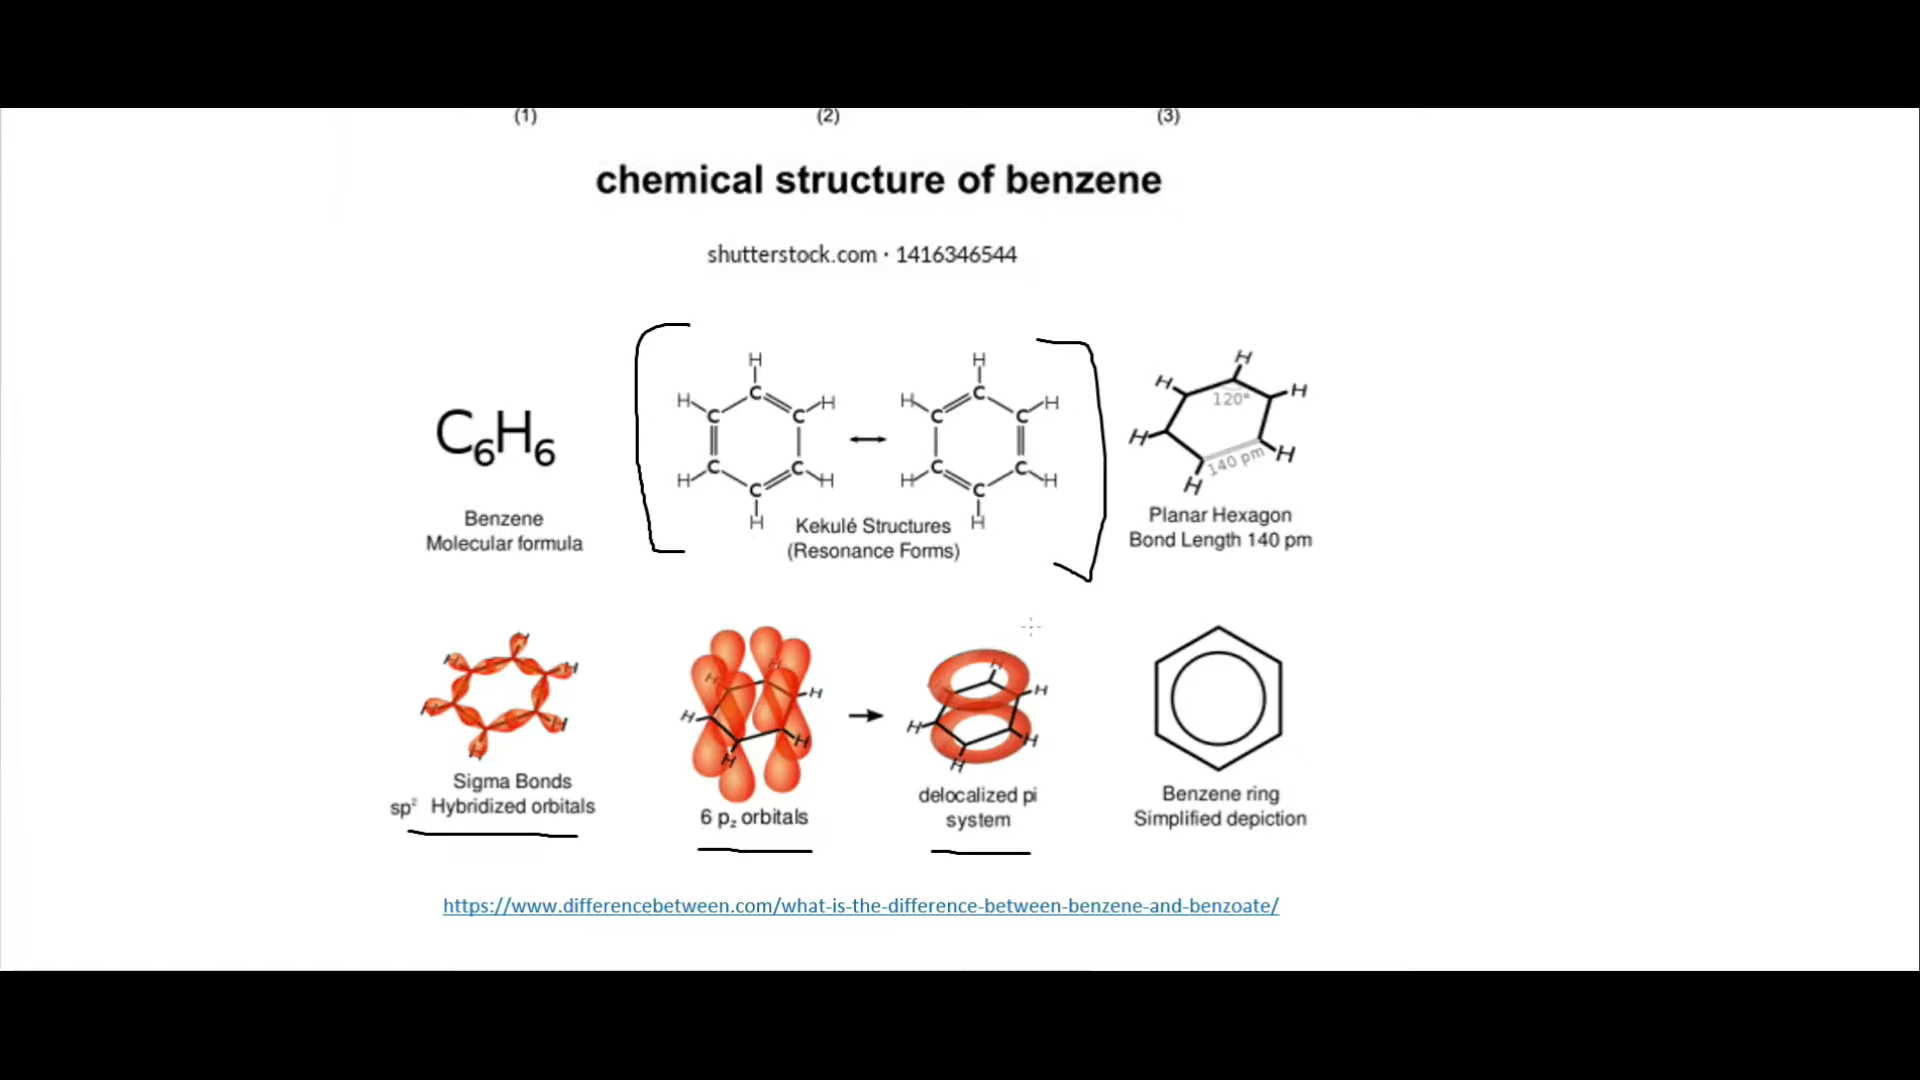 (1) (2) (3)
chemical structure of benzene
shutterstock.com · 1416346544
C₆H₆
Benzene
Molecular formula
H
H C H
C C
C C
H C H
H
H
H C H
C C
C C
H C H
H
Kekulé Structures
(Resonance Forms)
H
H H
120°
H
140 pm H
H
Planar Hexagon
Bond Length 140 pm
H
H H
H H
H
Sigma Bonds
sp² Hybridized orbitals
H
H H
H
H H
6 p_z orbitals
H
H
H
H
H
delocalized pi
system
Benzene ring
Simplified depiction
https://www.differencebetween.com/what-is-the-difference-between-benzene-and-benzoate/